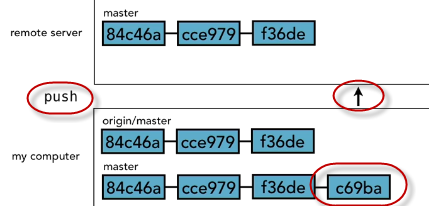 master
remote server
84c46a cce979 f36de
push
origin/master
84c46a cce979 f36de
my computer
master
84c46a cce979 f36de c69ba